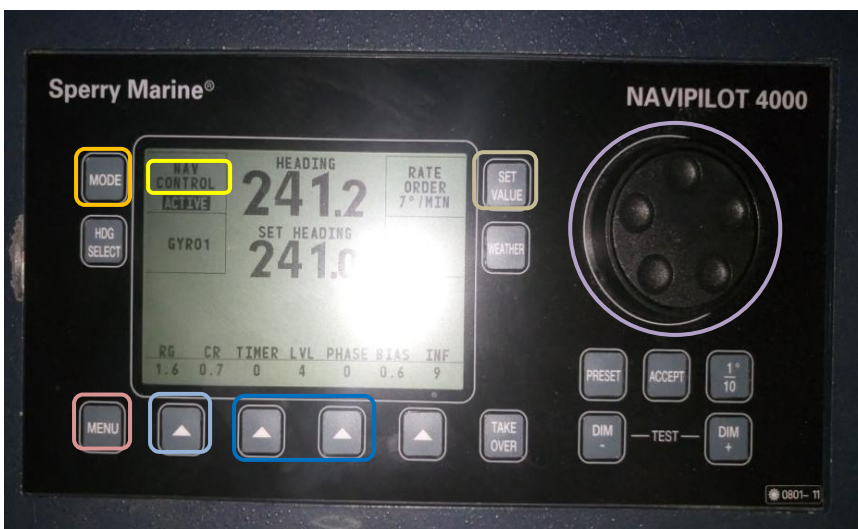 Sperry Marine®
NAVIPILOT 4000
MODE
NAV
CONTROL
ACTIVE
HEADING
241.2
RATE
ORDER
7°/MIN
SET
VALUE
HDG
SELECT
GYRO1
SET HEADING
241.0
WEATHER
RG CR TIMER LVL PHASE BIAS INF
1.6 0.7 0 4 0 0.6 9
PRESET
ACCEPT
1°
10
MENU
TAKE
OVER
DIM
-
TEST
DIM
+
0801- 11